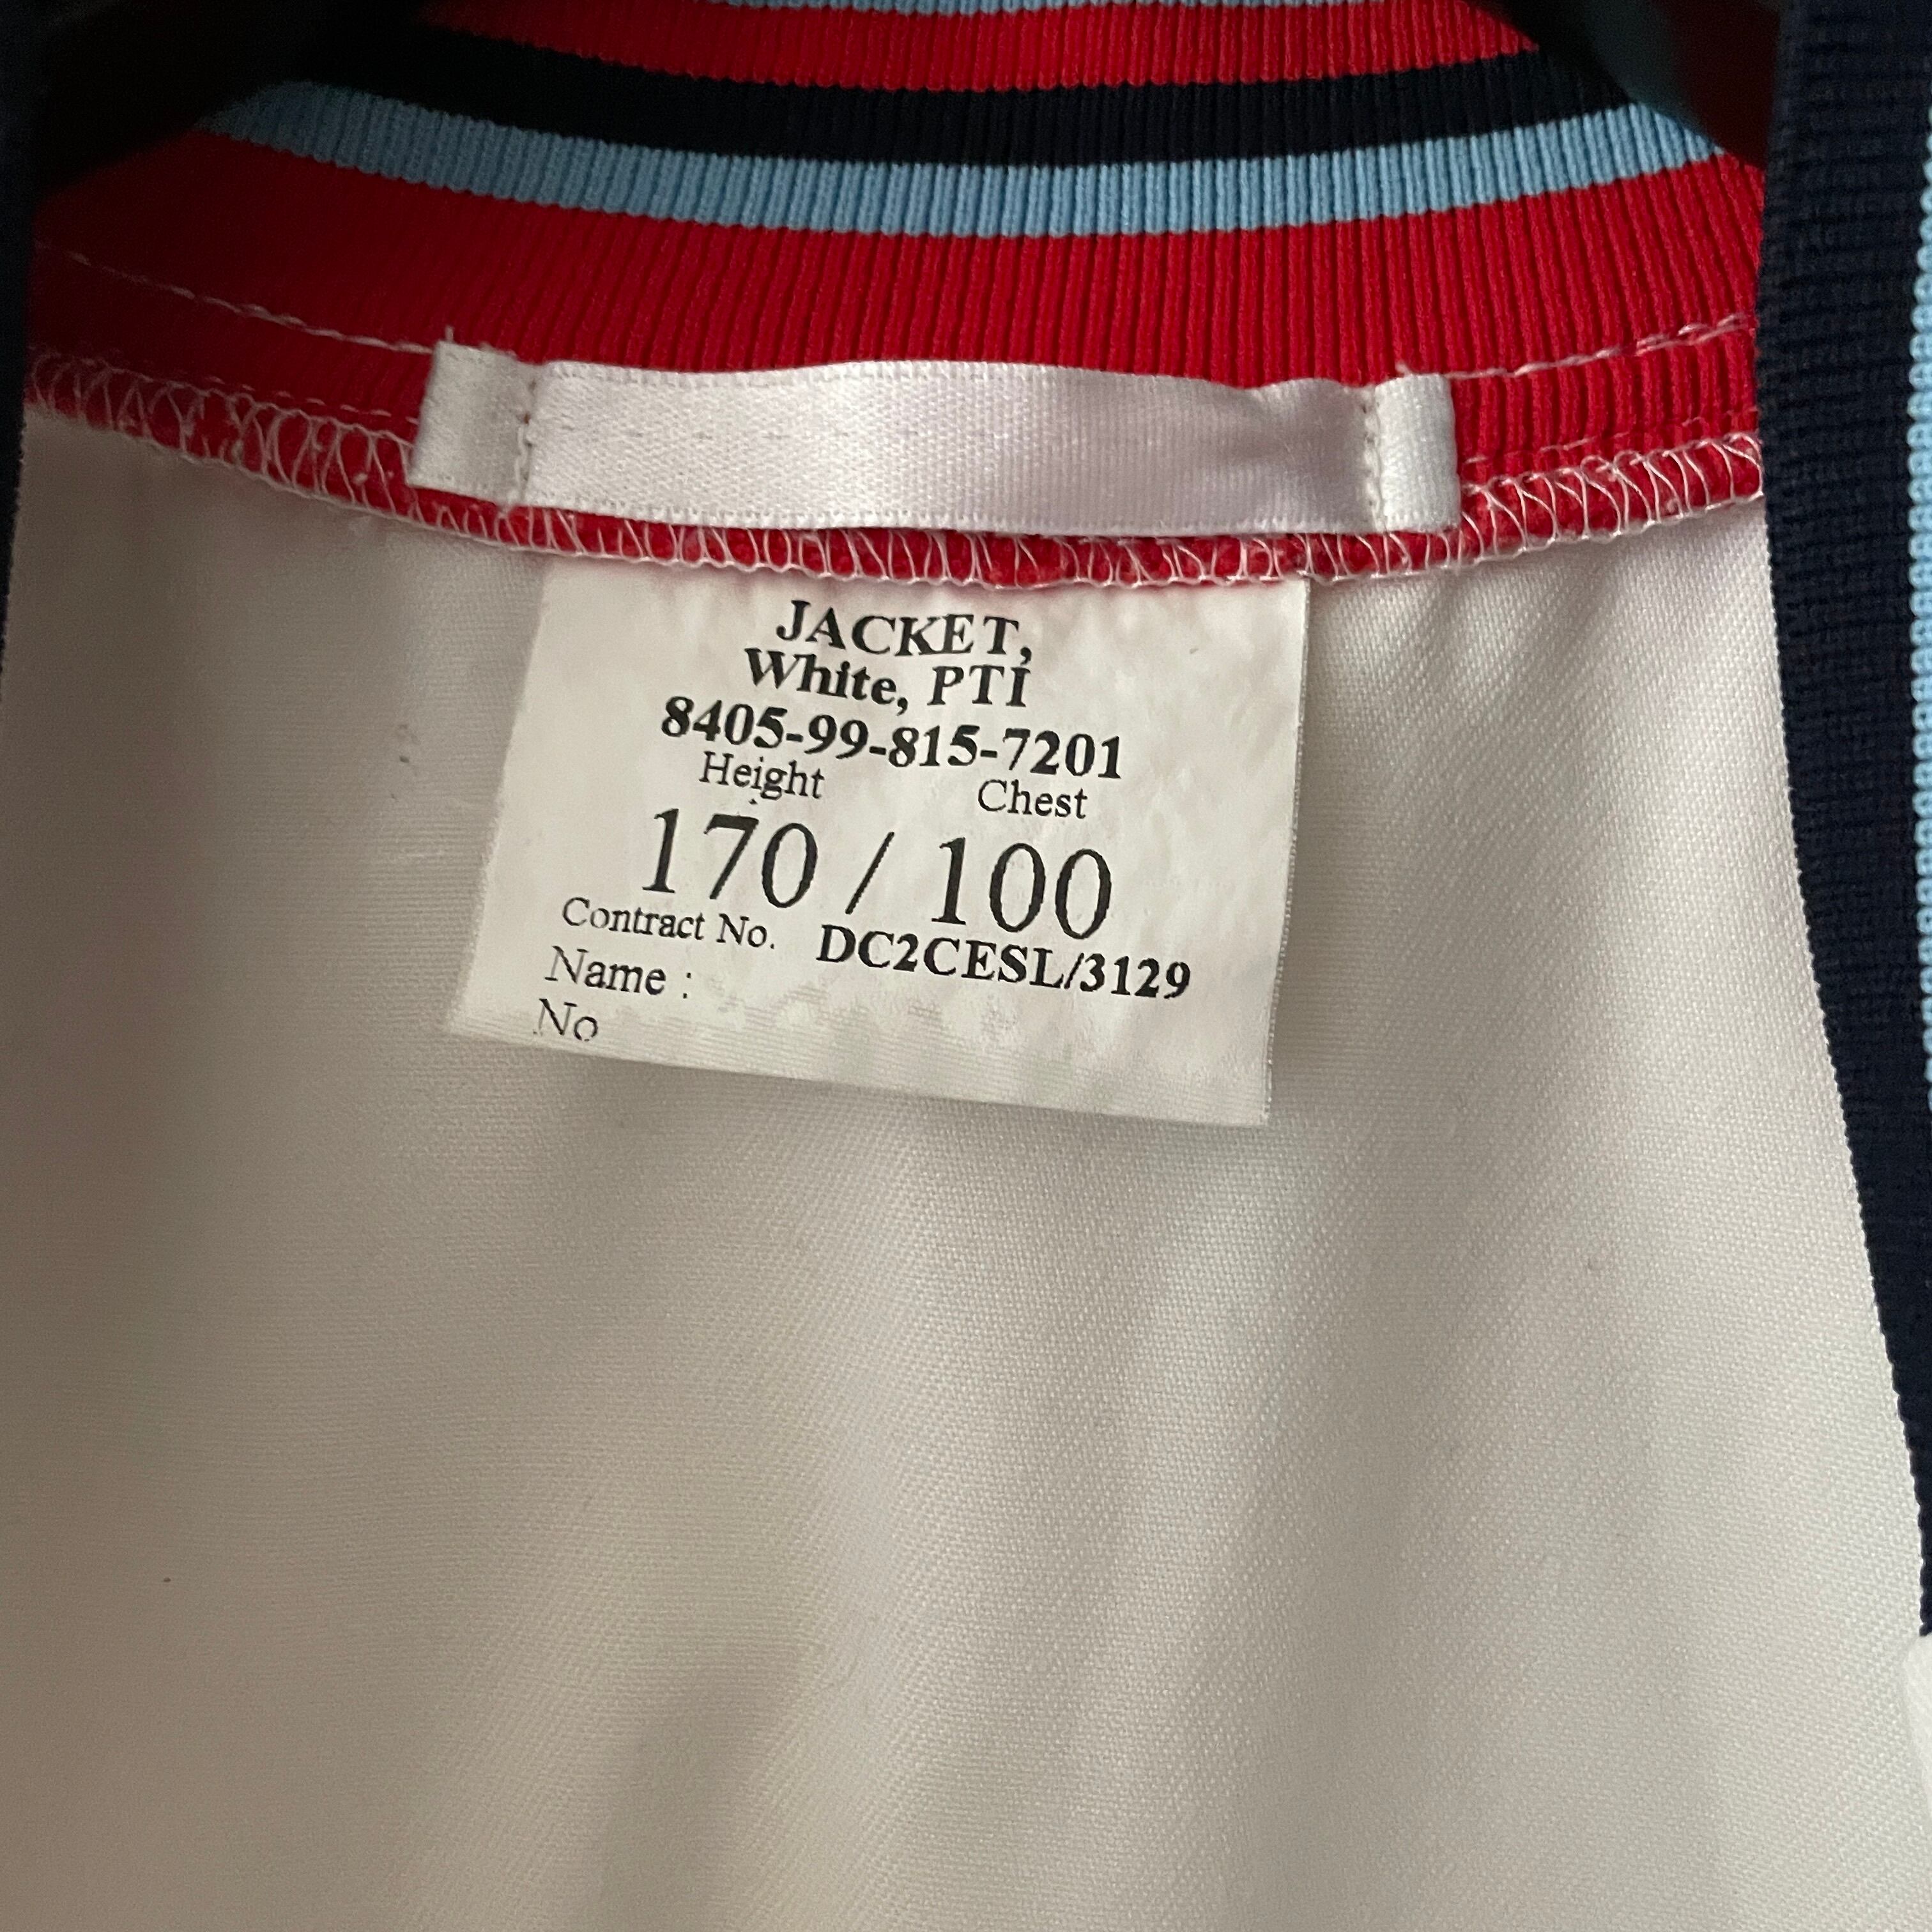 JACKET,
White, PTI
8405-99-815-7201
Height Chest
170 / 100
Contract No. DC2CESL/3129
Name :
No